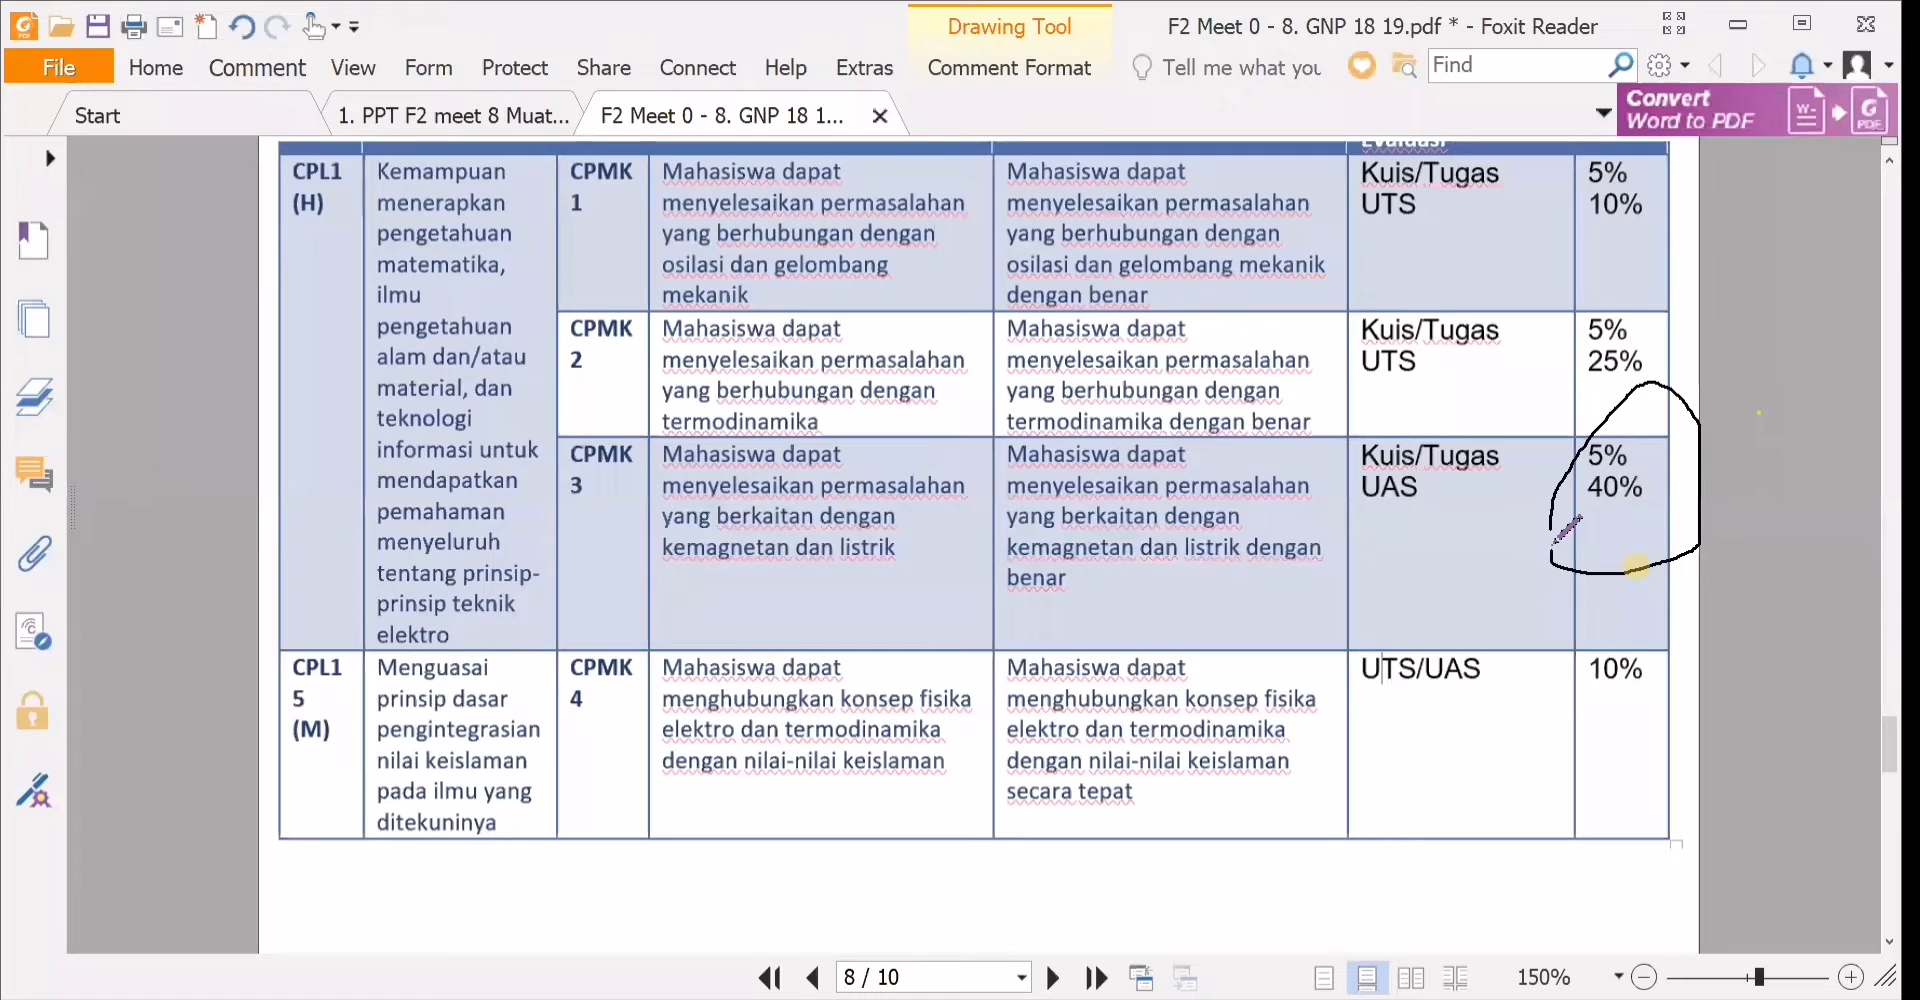 Drawing Tool
F2 Meet 0 - 8. GNP 18 19.pdf * - Foxit Reader
File Home Comment View Form Protect Share Connect Help Extras Comment Format Tell me what you Find
Start
1. PPT F2 meet 8 Muat...
F2 Meet 0 - 8. GNP 18 1...
Convert
Word to PDF
Evaluasi
CPL1
(H)
Kemampuan
menerapkan
pengetahuan
matematika,
ilmu
pengetahuan
alam dan/atau
material, dan
teknologi
informasi untuk
mendapatkan
pemahaman
menyeluruh
tentang prinsip-
prinsip teknik
elektro
CPMK
1
Mahasiswa dapat
menyelesaikan permasalahan
yang berhubungan dengan
osilasi dan gelombang
mekanik
Mahasiswa dapat
menyelesaikan permasalahan
yang berhubungan dengan
osilasi dan gelombang mekanik
dengan benar
Kuis/Tugas
UTS
5%
10%
CPMK
2
Mahasiswa dapat
menyelesaikan permasalahan
yang berhubungan dengan
termodinamika
Mahasiswa dapat
menyelesaikan permasalahan
yang berhubungan dengan
termodinamika dengan benar
Kuis/Tugas
UTS
5%
25%
CPMK
3
Mahasiswa dapat
menyelesaikan permasalahan
yang berkaitan dengan
kemagnetan dan listrik
Mahasiswa dapat
menyelesaikan permasalahan
yang berkaitan dengan
kemagnetan dan listrik dengan
benar
Kuis/Tugas
UAS
5%
40%
CPL1
5
(M)
Menguasai
prinsip dasar
pengintegrasian
nilai keislaman
pada ilmu yang
ditekuninya
CPMK
4
Mahasiswa dapat
menghubungkan konsep fisika
elektro dan termodinamika
dengan nilai-nilai keislaman
Mahasiswa dapat
menghubungkan konsep fisika
elektro dan termodinamika
dengan nilai-nilai keislaman
secara tepat
UTS/UAS
10%
8 / 10
150%